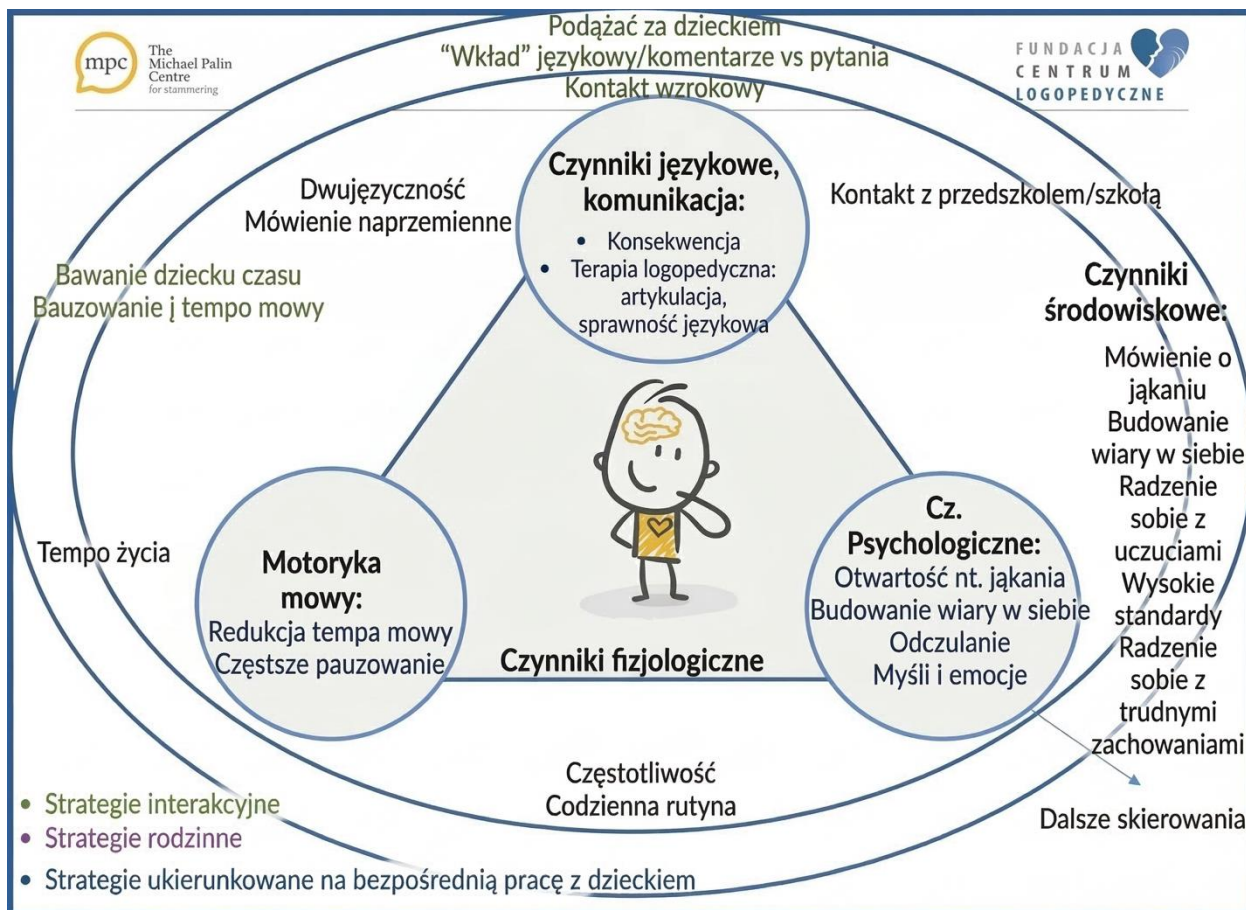 mpc
The
Michael Palin
Centre
for stammering
Podążać za dzieckiem
“Wkład” językowy/komentarze vs pytania
Kontakt wzrokowy
FUNDACJA
CENTRUM
LOGOPEDYCZNE
Dwujęzyczność
Mówienie naprzemienne
Czynniki językowe,
komunikacja:
• Konsekwencja
• Terapia logopedyczna:
artykulacja,
sprawność językowa
Kontakt z przedszkolem/szkołą
Bawanie dziecku czasu
Bauzowanie j tempo mowy
Czynniki
środowiskowe:
Mówienie o
jąkaniu
Budowanie
wiary w siebie
Radzenie
sobie z
uczuciami
Wysokie
standardy
Radzenie
sobie z
trudnymi
zachowaniami
Tempo życia
Motoryka
mowy:
Redukcja tempa mowy
Częstsze pauzowanie
Czynniki fizjologiczne
Cz.
Psychologiczne:
Otwartość nt. jąkania
Budowanie wiary w siebie
Odczulanie
Myśli i emocje
Częstotliwość
Codzienna rutyna
Dalsze skierowania
• Strategie interakcyjne
• Strategie rodzinne
• Strategie ukierunkowane na bezpośrednią pracę z dzieckiem